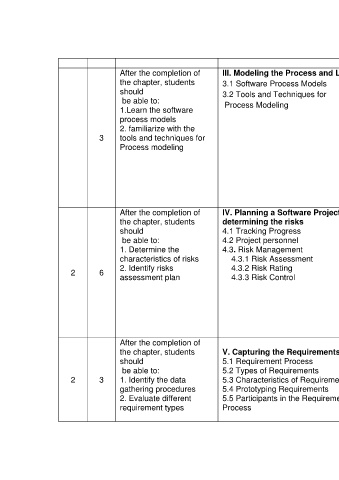 3
After the completion of
the chapter, students
should
be able to:
1.Learn the software
process models
2. familiarize with the
tools and techniques for
Process modeling
III. Modeling the Process and L
3.1 Software Process Models
3.2 Tools and Techniques for
Process Modeling
2
6
After the completion of
the chapter, students
should
be able to:
1. Determine the
characteristics of risks
2. Identify risks
assessment plan
IV. Planning a Software Project
determining the risks
4.1 Tracking Progress
4.2 Project personnel
4.3. Risk Management
4.3.1 Risk Assessment
4.3.2 Risk Rating
4.3.3 Risk Control
2
3
After the completion of
the chapter, students
should
be able to:
1. Identify the data
gathering procedures
2. Evaluate different
requirement types
V. Capturing the Requirements
5.1 Requirement Process
5.2 Types of Requirements
5.3 Characteristics of Requireme
5.4 Prototyping Requirements
5.5 Participants in the Requireme
Process